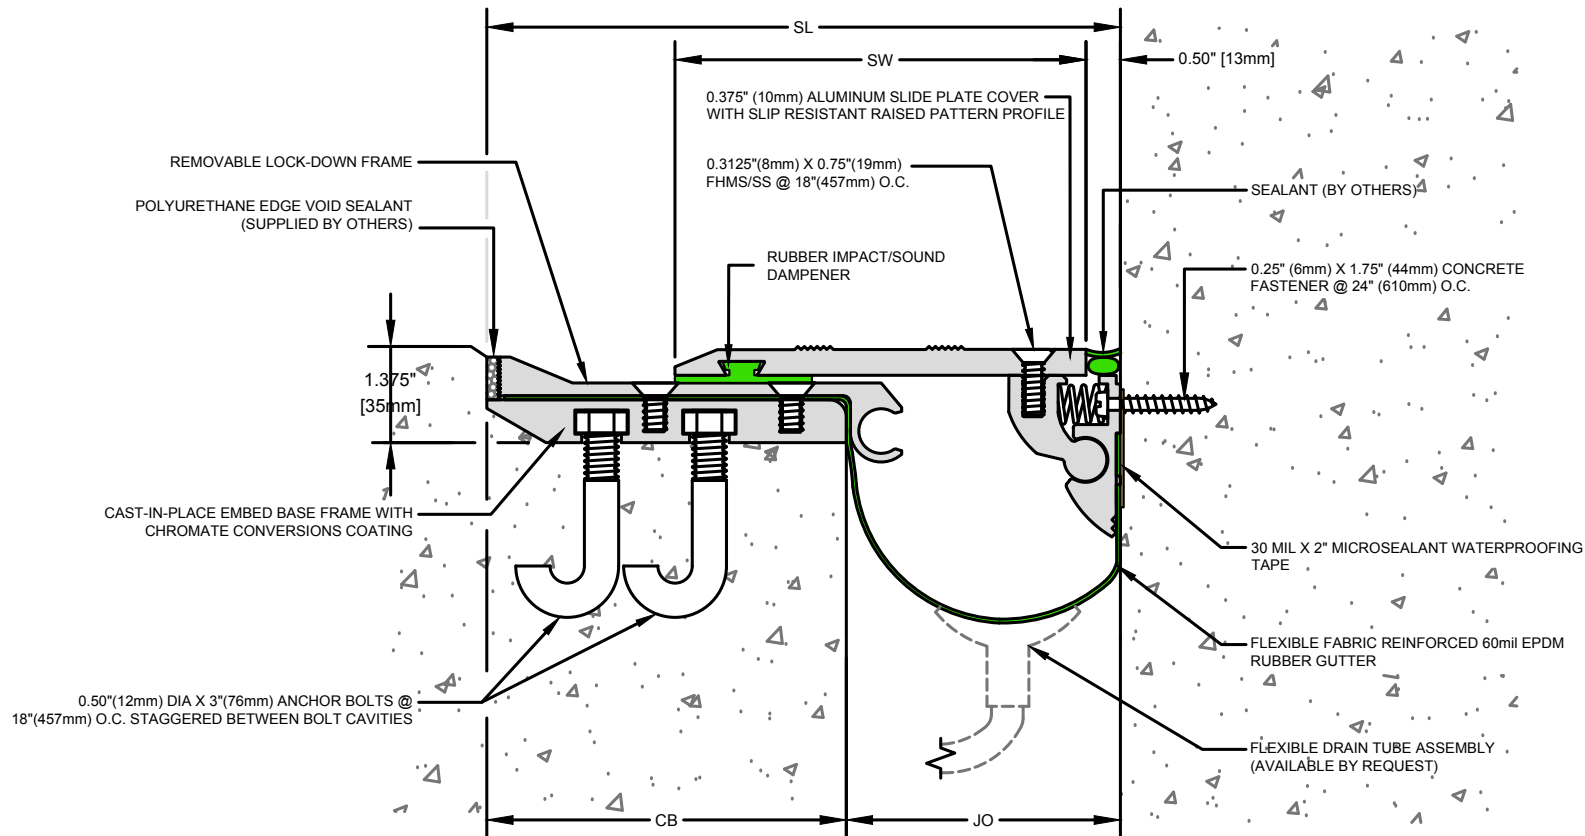 SL
SW
0.50" [13mm]
0.375" (10mm) ALUMINUM SLIDE PLATE COVER
WITH SLIP RESISTANT RAISED PATTERN PROFILE
REMOVABLE LOCK-DOWN FRAME
0.3125"(8mm) X 0.75"(19mm)
FHMS/SS @ 18"(457mm) O.C.
SEALANT (BY OTHERS)
POLYURETHANE EDGE VOID SEALANT
(SUPPLIED BY OTHERS)
RUBBER IMPACT/SOUND
DAMPENER
0.25" (6mm) X 1.75" (44mm) CONCRETE
FASTENER @ 24" (610mm) O.C.
1.375"
[35mm]
CAST-IN-PLACE EMBED BASE FRAME WITH
CHROMATE CONVERSIONS COATING
30 MIL X 2" MICROSEALANT WATERPROOFING
TAPE
FLEXIBLE FABRIC REINFORCED 60mil EPDM
RUBBER GUTTER
0.50"(12mm) DIA X 3"(76mm) ANCHOR BOLTS @
18"(457mm) O.C. STAGGERED BETWEEN BOLT CAVITIES
FLEXIBLE DRAIN TUBE ASSEMBLY
(AVAILABLE BY REQUEST)
CB
JO